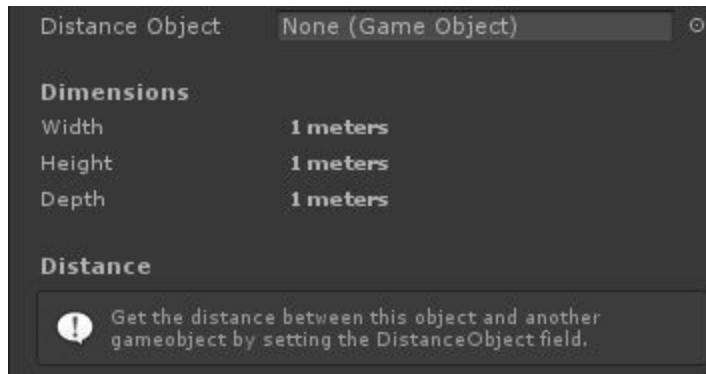 Distance Object None (Game Object)
Dimensions
Width 1 meters
Height 1 meters
Depth 1 meters
Distance
Get the distance between this object and another
gameobject by setting the DistanceObject field.